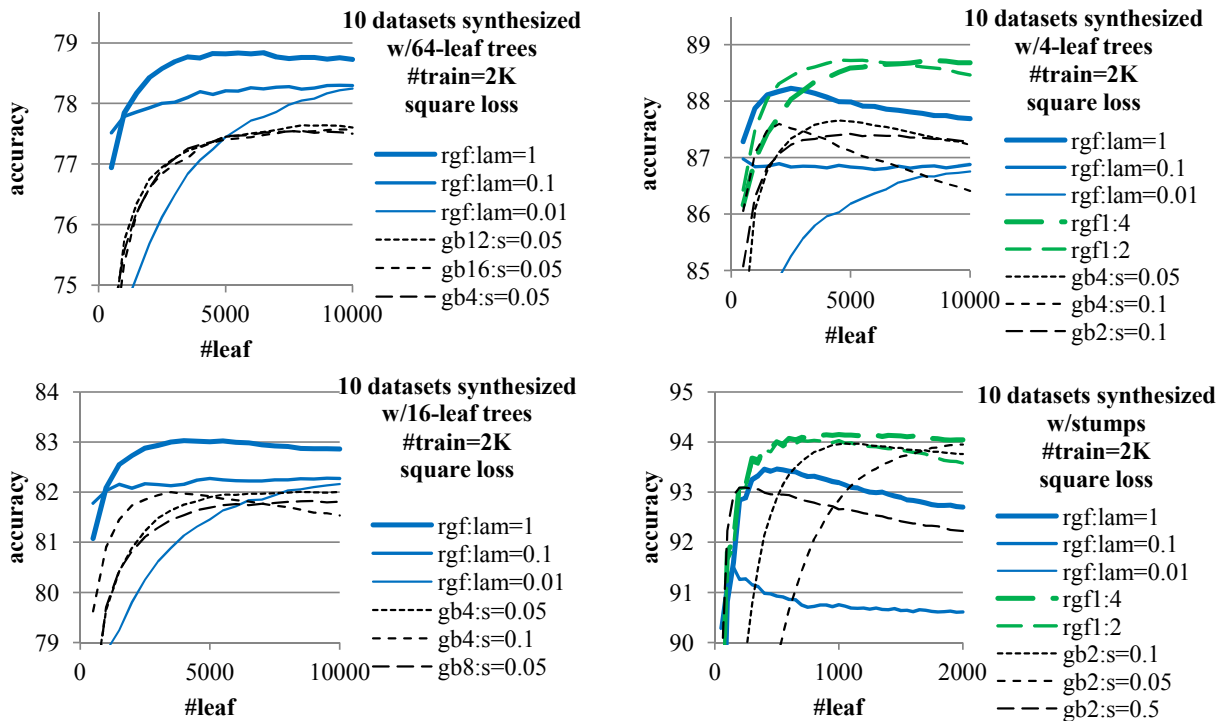 10 datasets synthesized
w/64-leaf trees
#train=2K
square loss
accuracy
79
78
77
76
75
0
5000
10000
#leaf
rgf:lam=1
rgf:lam=0.1
rgf:lam=0.01
gb12:s=0.05
gb16:s=0.05
gb4:s=0.05
10 datasets synthesized
w/4-leaf trees
#train=2K
square loss
accuracy
89
88
87
86
85
0
5000
10000
#leaf
rgf:lam=1
rgf:lam=0.1
rgf:lam=0.01
rgf1:4
rgf1:2
gb4:s=0.05
gb4:s=0.1
gb2:s=0.1
10 datasets synthesized
w/16-leaf trees
#train=2K
square loss
accuracy
84
83
82
81
80
79
0
5000
10000
#leaf
rgf:lam=1
rgf:lam=0.1
rgf:lam=0.01
gb4:s=0.05
gb4:s=0.1
gb8:s=0.05
10 datasets synthesized
w/stumps
#train=2K
square loss
accuracy
95
94
93
92
91
90
0
1000
2000
#leaf
rgf:lam=1
rgf:lam=0.1
rgf:lam=0.01
rgf1:4
rgf1:2
gb2:s=0.1
gb2:s=0.05
gb2:s=0.5